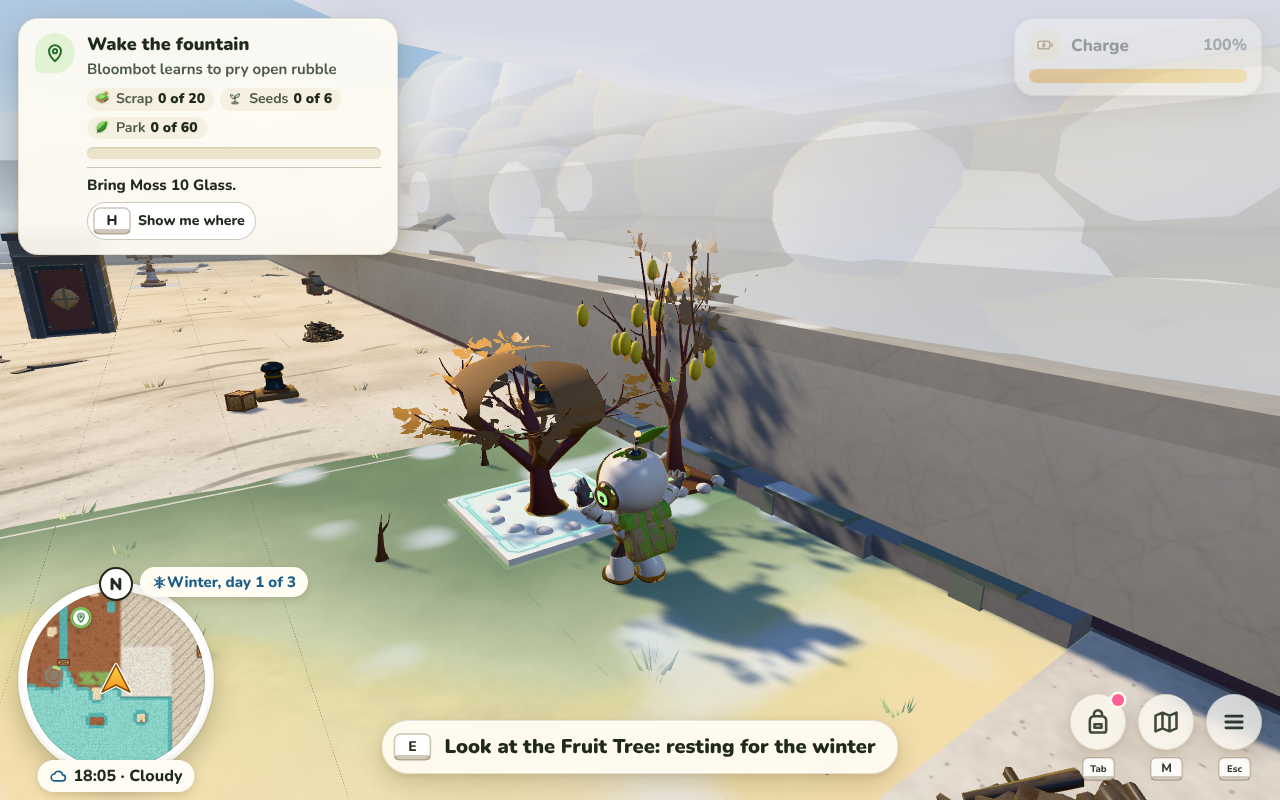 Wake the fountain
Bloombot learns to pry open rubble
Scrap 0 of 20 Seeds 0 of 6
Park 0 of 60
Bring Moss 10 Glass.
H Show me where
Charge 100%
N
Winter, day 1 of 3
18:05 · Cloudy
E Look at the Fruit Tree: resting for the winter
Tab M Esc